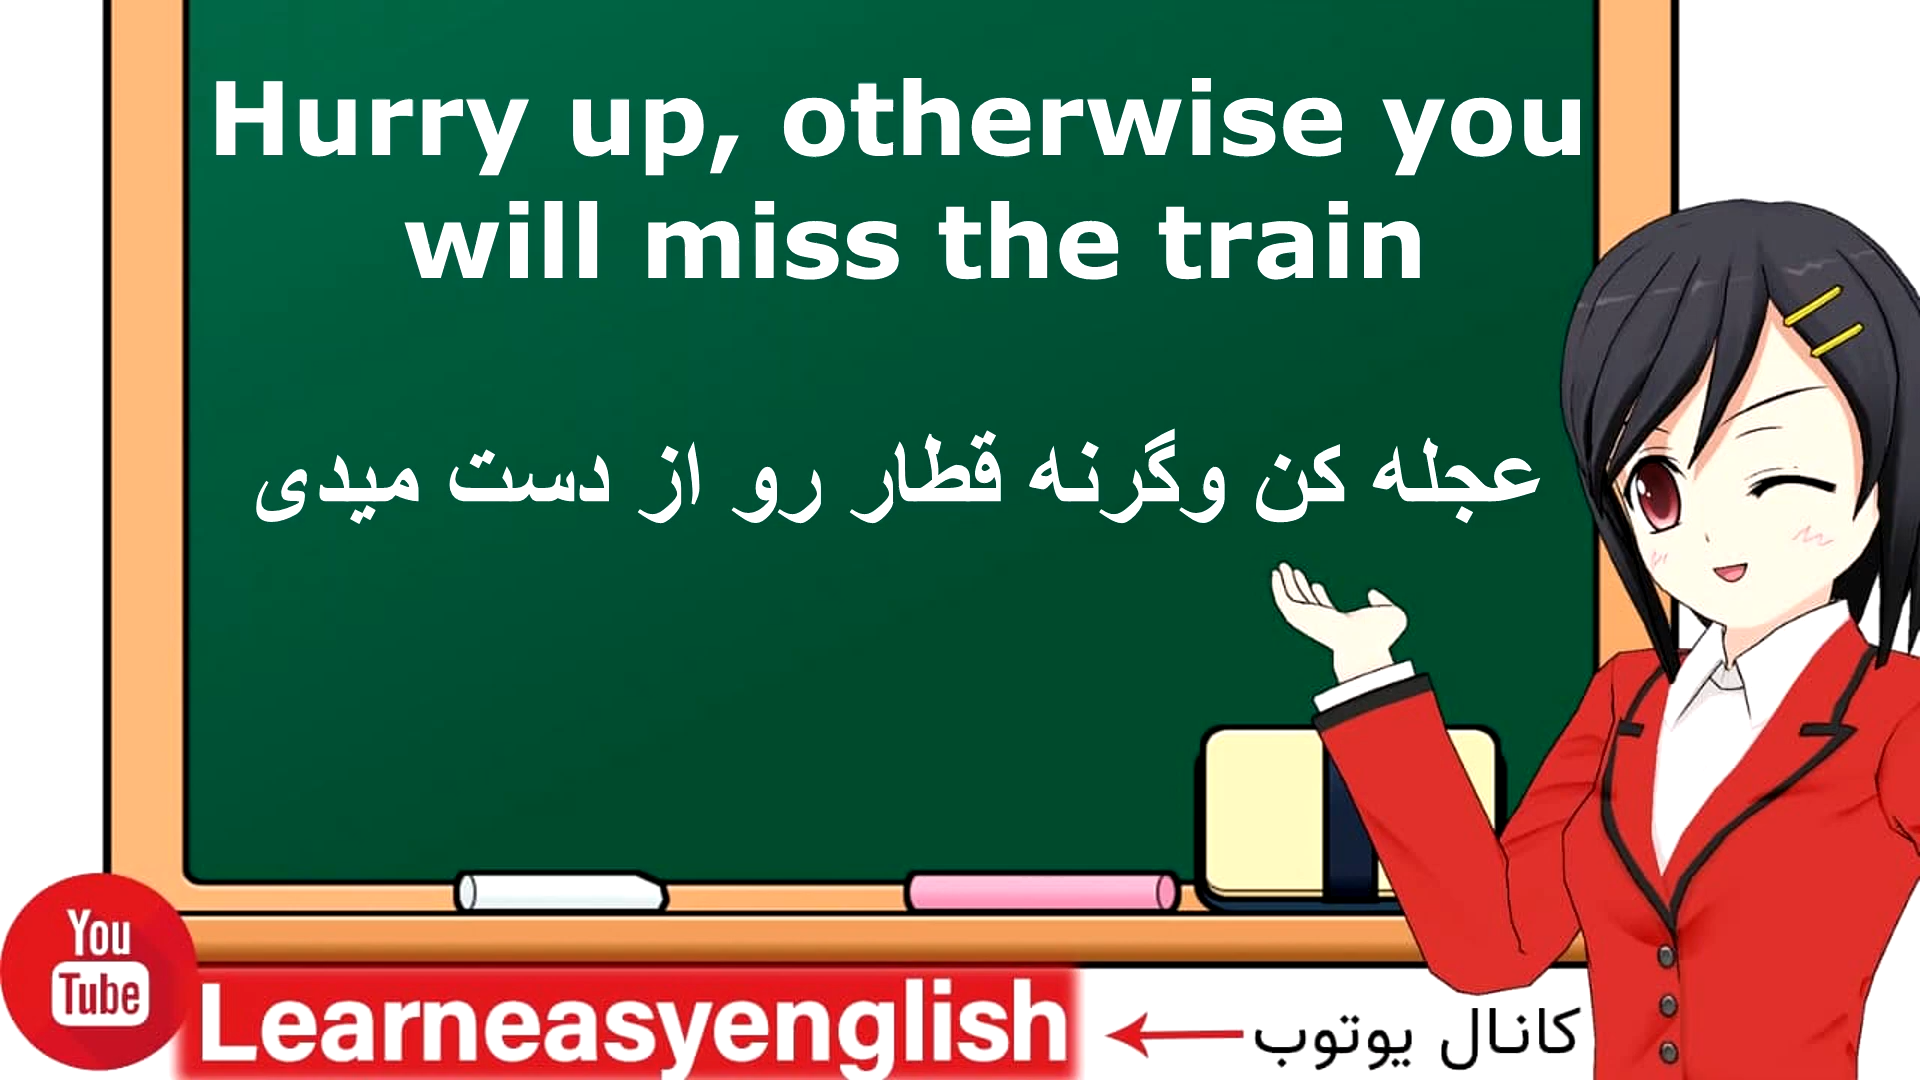 Hurry up, otherwise you
will miss the train
عجله کن وگرنه قطار رو از دست میدی
You
Tube
Learneasyenglish
کانال یوتوب